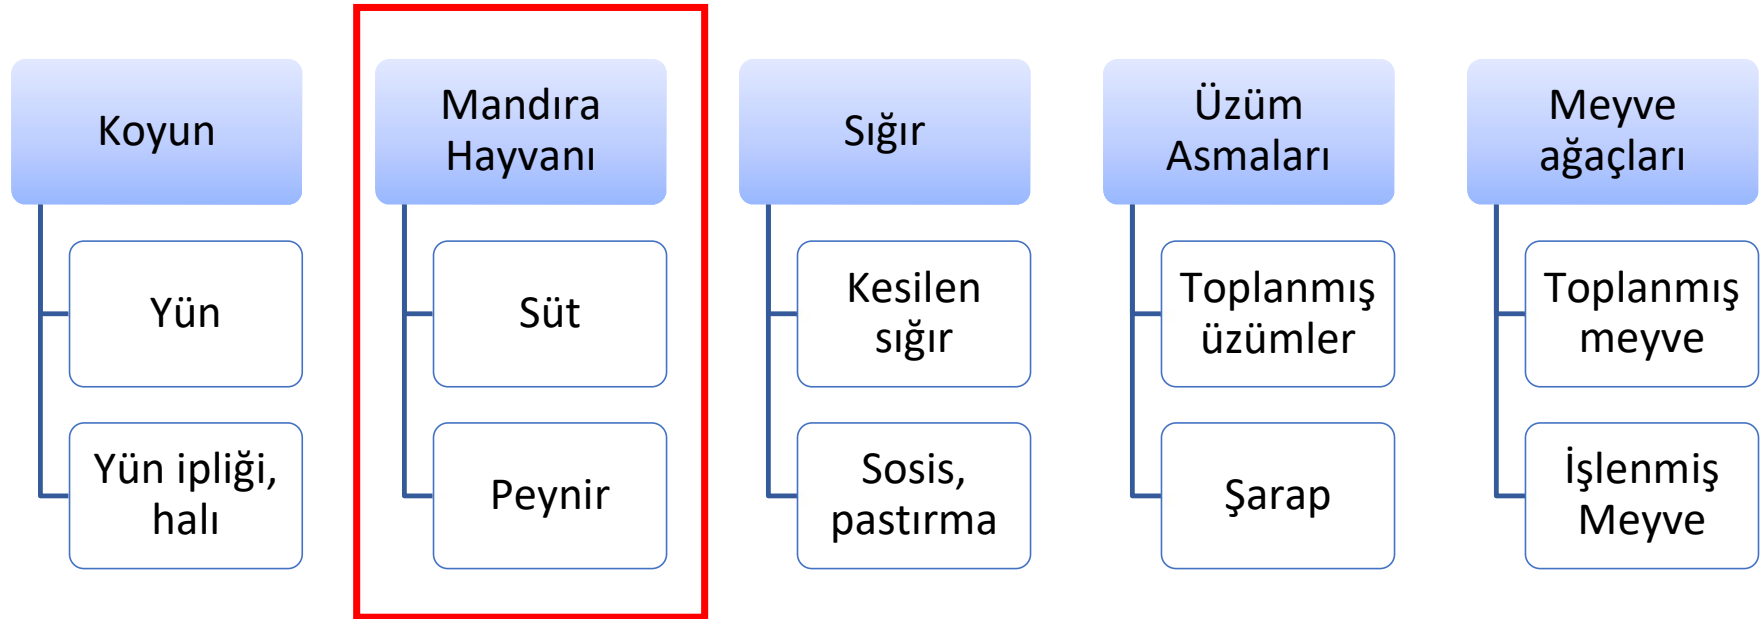 Koyun
Yün
Yün ipliği,
halı
Mandıra
Hayvanı
Süt
Peynir
Sığır
Kesilen
sığır
Sosis,
pastırma
Üzüm
Asmaları
Toplanmış
üzümler
Şarap
Meyve
ağaçları
Toplanmış
meyve
İşlenmiş
Meyve